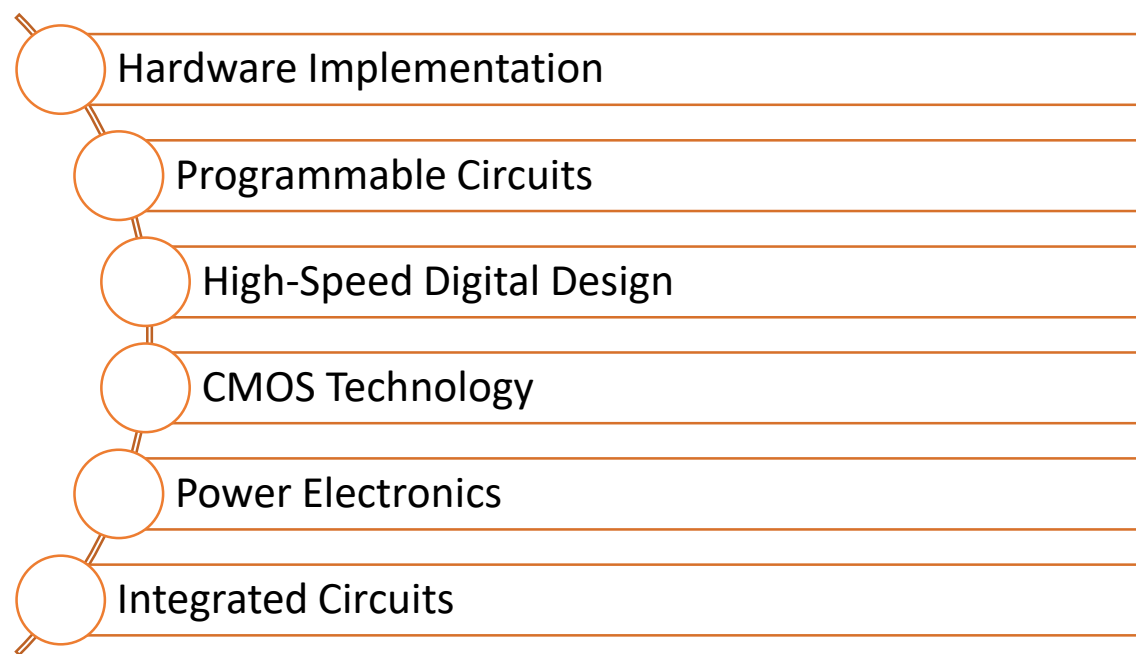 Hardware Implementation
Programmable Circuits
High-Speed Digital Design
CMOS Technology
Power Electronics
Integrated Circuits